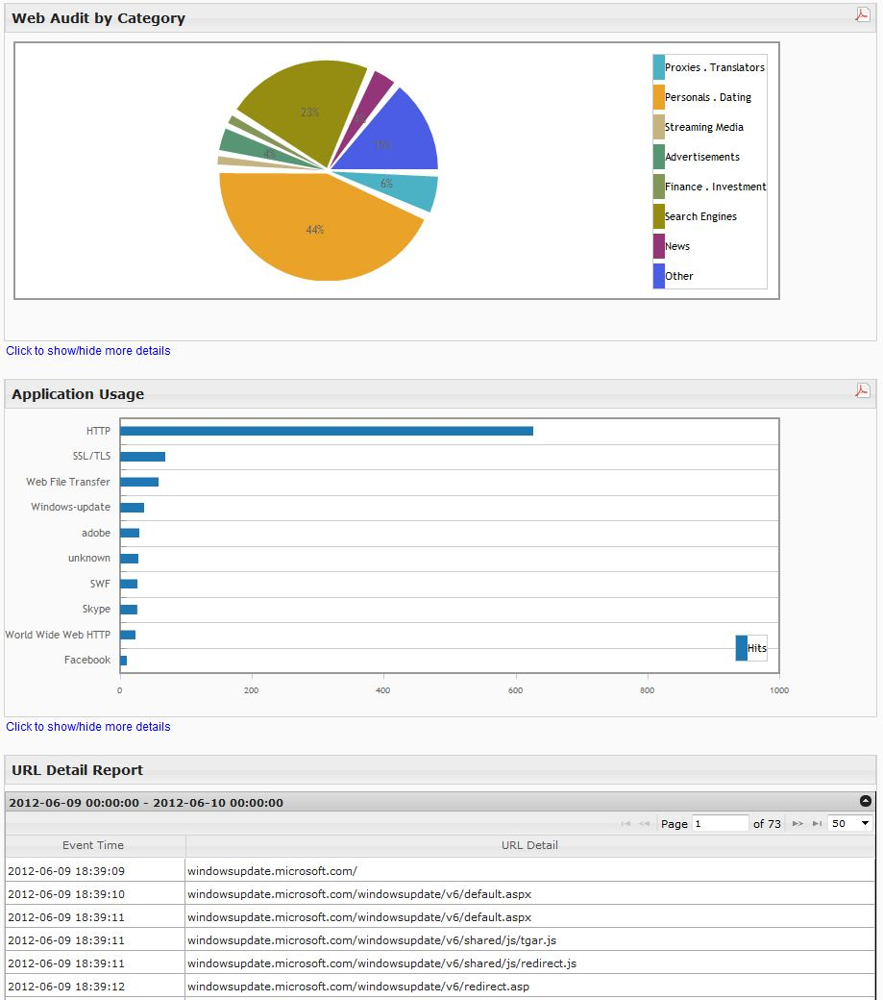 Web Audit by Category
23%
4%
15%
4%
6%
44%
Proxies . Translators
Personals . Dating
Streaming Media
Advertisements
Finance . Investment
Search Engines
News
Other
Click to show/hide more details
Application Usage
HTTP
SSL/TLS
Web File Transfer
Windows-update
adobe
unknown
SWF
Skype
World Wide Web HTTP
Facebook
Hits
0 200 400 600 800 1000
Click to show/hide more details
URL Detail Report
2012-06-09 00:00:00 - 2012-06-10 00:00:00
Page 1 of 73 50
Event Time URL Detail
2012-06-09 18:39:09 windowsupdate.microsoft.com/
2012-06-09 18:39:10 windowsupdate.microsoft.com/windowsupdate/v6/default.aspx
2012-06-09 18:39:11 windowsupdate.microsoft.com/windowsupdate/v6/default.aspx
2012-06-09 18:39:11 windowsupdate.microsoft.com/windowsupdate/v6/shared/js/tgar.js
2012-06-09 18:39:11 windowsupdate.microsoft.com/windowsupdate/v6/shared/js/redirect.js
2012-06-09 18:39:12 windowsupdate.microsoft.com/windowsupdate/v6/redirect.asp